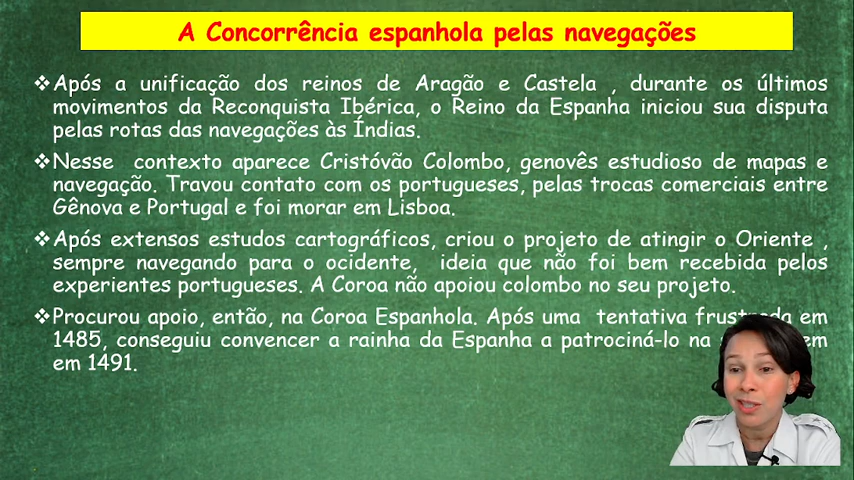 A Concorrência espanhola pelas navegações
❖Após a unificação dos reinos de Aragão e Castela , durante os últimos
movimentos da Reconquista Ibérica, o Reino da Espanha iniciou sua disputa
pelas rotas das navegações às Índias.
❖Nesse contexto aparece Cristóvão Colombo, genovês estudioso de mapas e
navegação. Travou contato com os portugueses, pelas trocas comerciais entre
Gênova e Portugal e foi morar em Lisboa.
❖Após extensos estudos cartográficos, criou o projeto de atingir o Oriente ,
sempre navegando para o ocidente, ideia que não foi bem recebida pelos
experientes portugueses. A Coroa não apoiou colombo no seu projeto.
❖Procurou apoio, então, na Coroa Espanhola. Após uma tentativa frustrada em
1485, conseguiu convencer a rainha da Espanha a patrociná-lo na
em 1491.